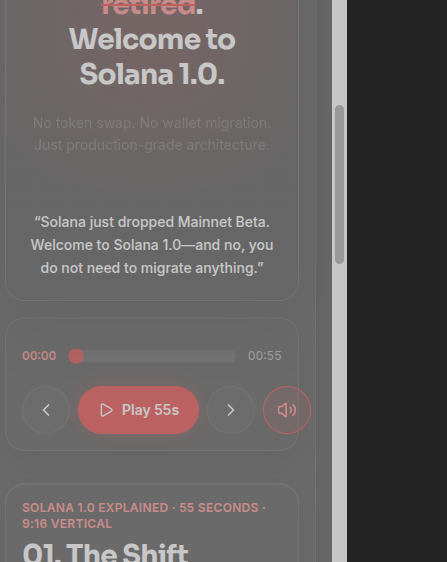 retired.
Welcome to
Solana 1.0.
No token swap. No wallet migration.
Just production-grade architecture.
“Solana just dropped Mainnet Beta.
Welcome to Solana 1.0—and no, you
do not need to migrate anything.”
00:00
00:55
Play 55s
SOLANA 1.0 EXPLAINED · 55 SECONDS ·
9:16 VERTICAL
01. The Shift